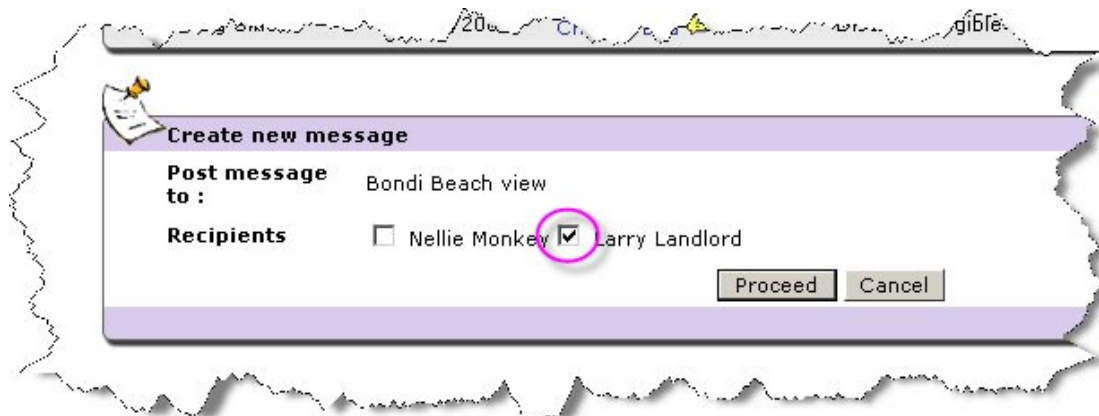 Create new message
Post message
to :
Bondi Beach view
Recipients
Nellie Monkey
Larry Landlord
Proceed
Cancel